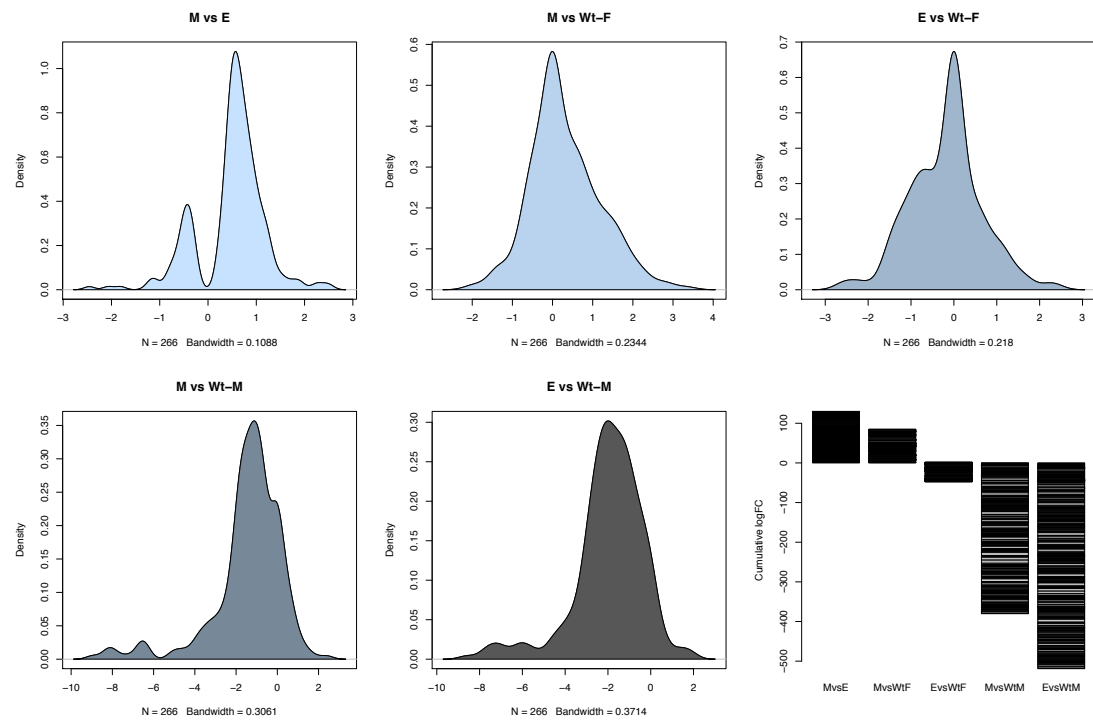 M vs E
Density
0.0 0.2 0.4 0.6 0.8 1.0
−3 −2 −1 0 1 2 3
N = 266 Bandwidth = 0.1088
M vs Wt−F
Density
0.0 0.1 0.2 0.3 0.4 0.5 0.6
−2 −1 0 1 2 3 4
N = 266 Bandwidth = 0.2344
E vs Wt−F
Density
0.0 0.1 0.2 0.3 0.4 0.5 0.6 0.7
−3 −2 −1 0 1 2 3
N = 266 Bandwidth = 0.218
M vs Wt−M
Density
0.00 0.05 0.10 0.15 0.20 0.25 0.30 0.35
−10 −8 −6 −4 −2 0 2
N = 266 Bandwidth = 0.3061
E vs Wt−M
Density
0.00 0.05 0.10 0.15 0.20 0.25 0.30
−10 −8 −6 −4 −2 0 2
N = 266 Bandwidth = 0.3714
Cumulative logFC
−500 −400 −300 −200 −100 0 100
MvsE MvsWtF EvsWtF MvsWtM EvsWtM